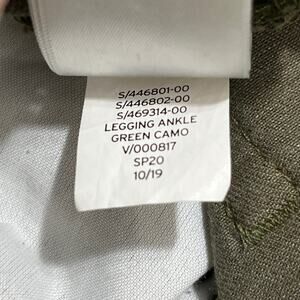 S/446801-00
S/446802-00
S/469314-00
LEGGING ANKLE
GREEN CAMO
V/000817
SP20
10/19